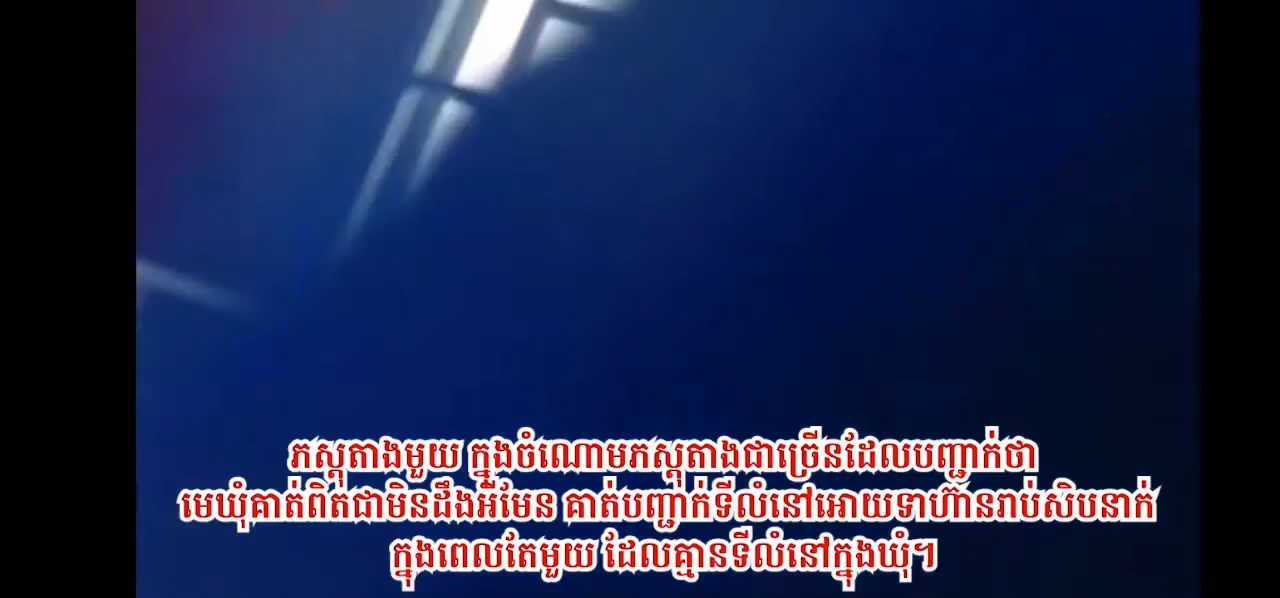 ភស្តុតាងមួយ ក្នុងចំណោមភស្តុតាងជាច្រើនដែលបញ្ជាក់ថា
មេឃុំគាត់ពិតជាមិនដឹងអីមែន គាត់បញ្ជាក់ទីលំនៅអោយទាហ៊ានរាប់សិបនាក់
ក្នុងពេលតែមួយ ដែលគ្មានទីលំនៅក្នុងឃុំ។